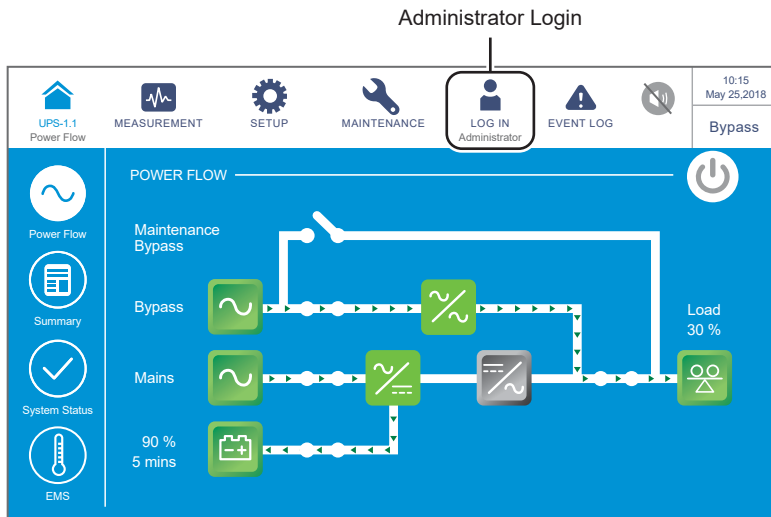 Administrator Login
10:15
May 25,2018
UPS-1.1
Power Flow
MEASUREMENT
SETUP
MAINTENANCE
LOG IN
Administrator
EVENT LOG
Bypass
POWER FLOW
Power Flow
Maintenance
Bypass
Summary
Bypass
Load
30 %
Mains
System Status
90 %
5 mins
EMS